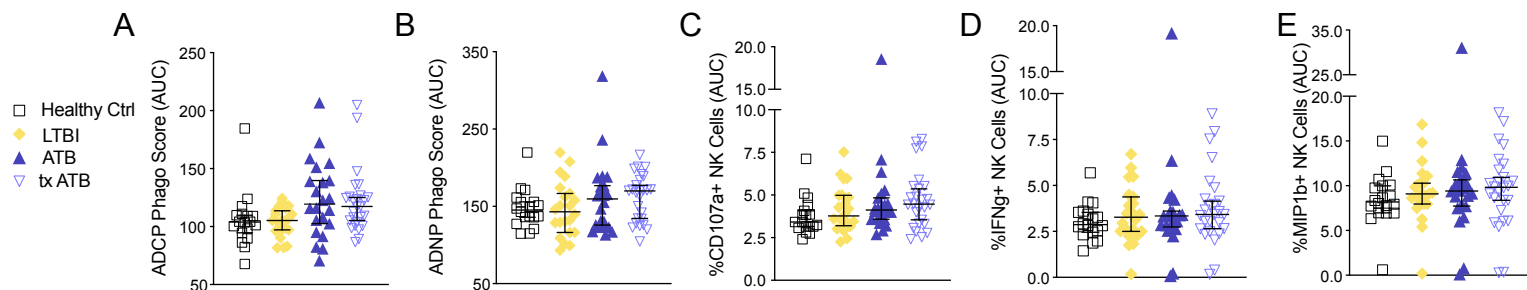 A
B
C
D
E
Healthy Ctrl
LTBI
ATB
tx ATB
ADCP Phago Score (AUC)
250
200
150
100
50
ADNP Phago Score (AUC)
350
250
150
50
%CD107a+ NK Cells (AUC)
20.0
15.0
10.0
7.5
5.0
2.5
0.0
%IFNg+ NK Cells (AUC)
20.0
15.0
10.0
7.5
5.0
2.5
0.0
%MIP1b+ NK Cells (AUC)
35.0
25.0
20.0
15.0
10.0
5.0
0.0